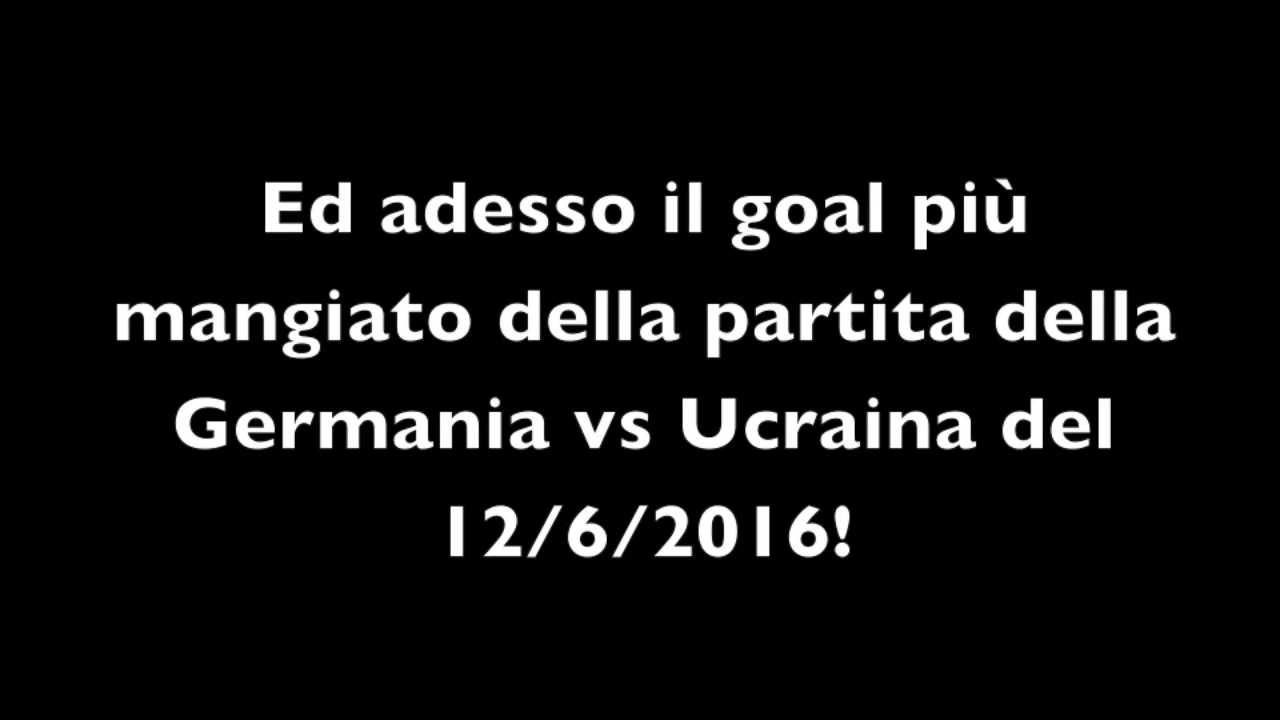 Ed adesso il goal più
mangiato della partita della
Germania vs Ucraina del
12/6/2016!